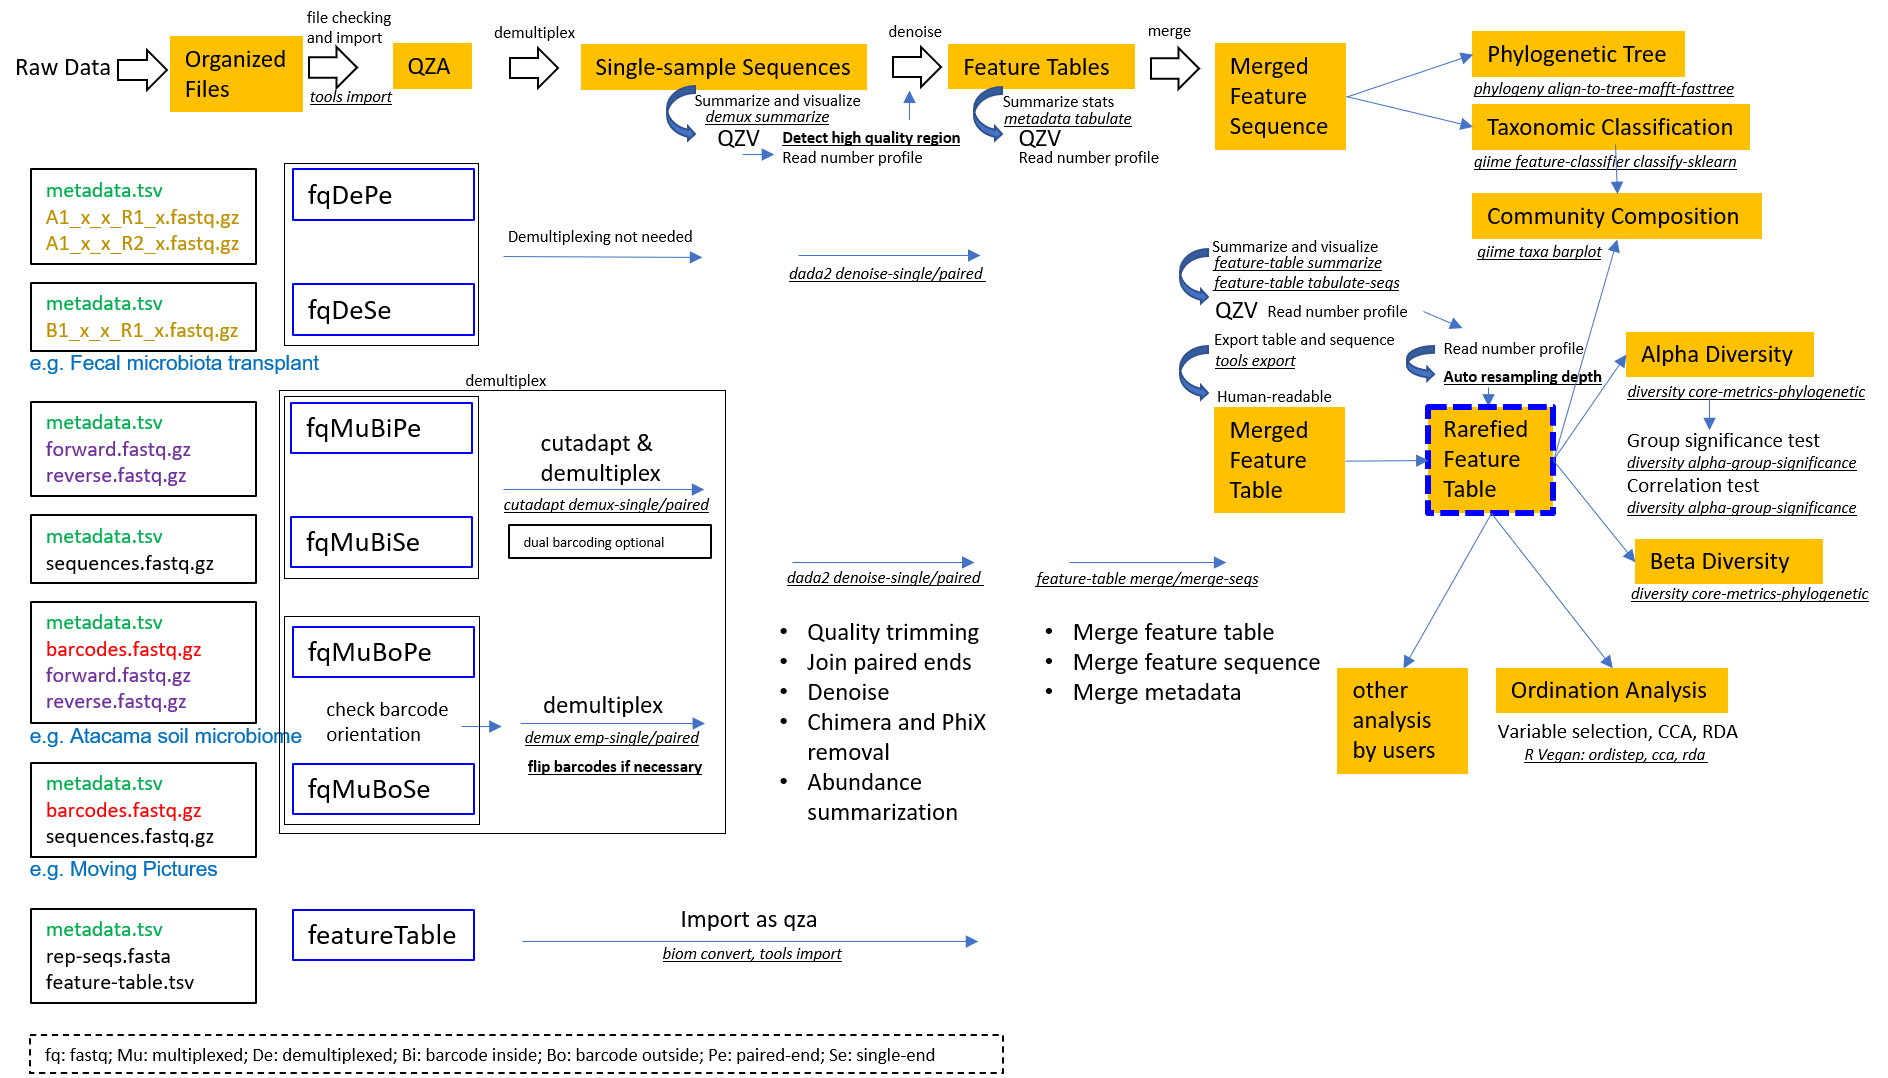 Raw Data
Organized
Files
file checking
and import
tools import
QZA
demultiplex
Single-sample Sequences
Summarize and visualize
demux summarize
QZV
Detect high quality region
Read number profile
denoise
Feature Tables
Summarize stats
metadata tabulate
QZV
Read number profile
merge
Merged
Feature
Sequence
Phylogenetic Tree
phylogeny align-to-tree-mafft-fasttree
Taxonomic Classification
qiime feature-classifier classify-sklearn
Community Composition
qiime taxa barplot
metadata.tsv
A1_x_x_R1_x.fastq.gz
A1_x_x_R2_x.fastq.gz
fqDePe
Demultiplexing not needed
dada2 denoise-single/paired
metadata.tsv
B1_x_x_R1_x.fastq.gz
fqDeSe
e.g. Fecal microbiota transplant
Summarize and visualize
feature-table summarize
feature-table tabulate-seqs
QZV Read number profile
Export table and sequence
tools export
Human-readable
Merged
Feature
Table
Read number profile
Auto resampling depth
Rarefied
Feature
Table
Alpha Diversity
diversity core-metrics-phylogenetic
Group significance test
diversity alpha-group-significance
Correlation test
diversity alpha-group-significance
Beta Diversity
diversity core-metrics-phylogenetic
other
analysis
by users
Ordination Analysis
Variable selection, CCA, RDA
R Vegan: ordistep, cca, rda
demultiplex
metadata.tsv
forward.fastq.gz
reverse.fastq.gz
fqMuBiPe
cutadapt &
demultiplex
cutadapt demux-single/paired
dual barcoding optional
metadata.tsv
sequences.fastq.gz
fqMuBiSe
metadata.tsv
barcodes.fastq.gz
forward.fastq.gz
reverse.fastq.gz
e.g. Atacama soil microbiome
fqMuBoPe
check barcode
orientation
demultiplex
demux emp-single/paired
flip barcodes if necessary
metadata.tsv
barcodes.fastq.gz
sequences.fastq.gz
fqMuBoSe
e.g. Moving Pictures
dada2 denoise-single/paired
• Quality trimming
• Join paired ends
• Denoise
• Chimera and PhiX
removal
• Abundance
summarization
feature-table merge/merge-seqs
• Merge feature table
• Merge feature sequence
• Merge metadata
metadata.tsv
rep-seqs.fasta
feature-table.tsv
featureTable
Import as qza
biom convert, tools import
fq: fastq; Mu: multiplexed; De: demultiplexed; Bi: barcode inside; Bo: barcode outside; Pe: paired-end; Se: single-end